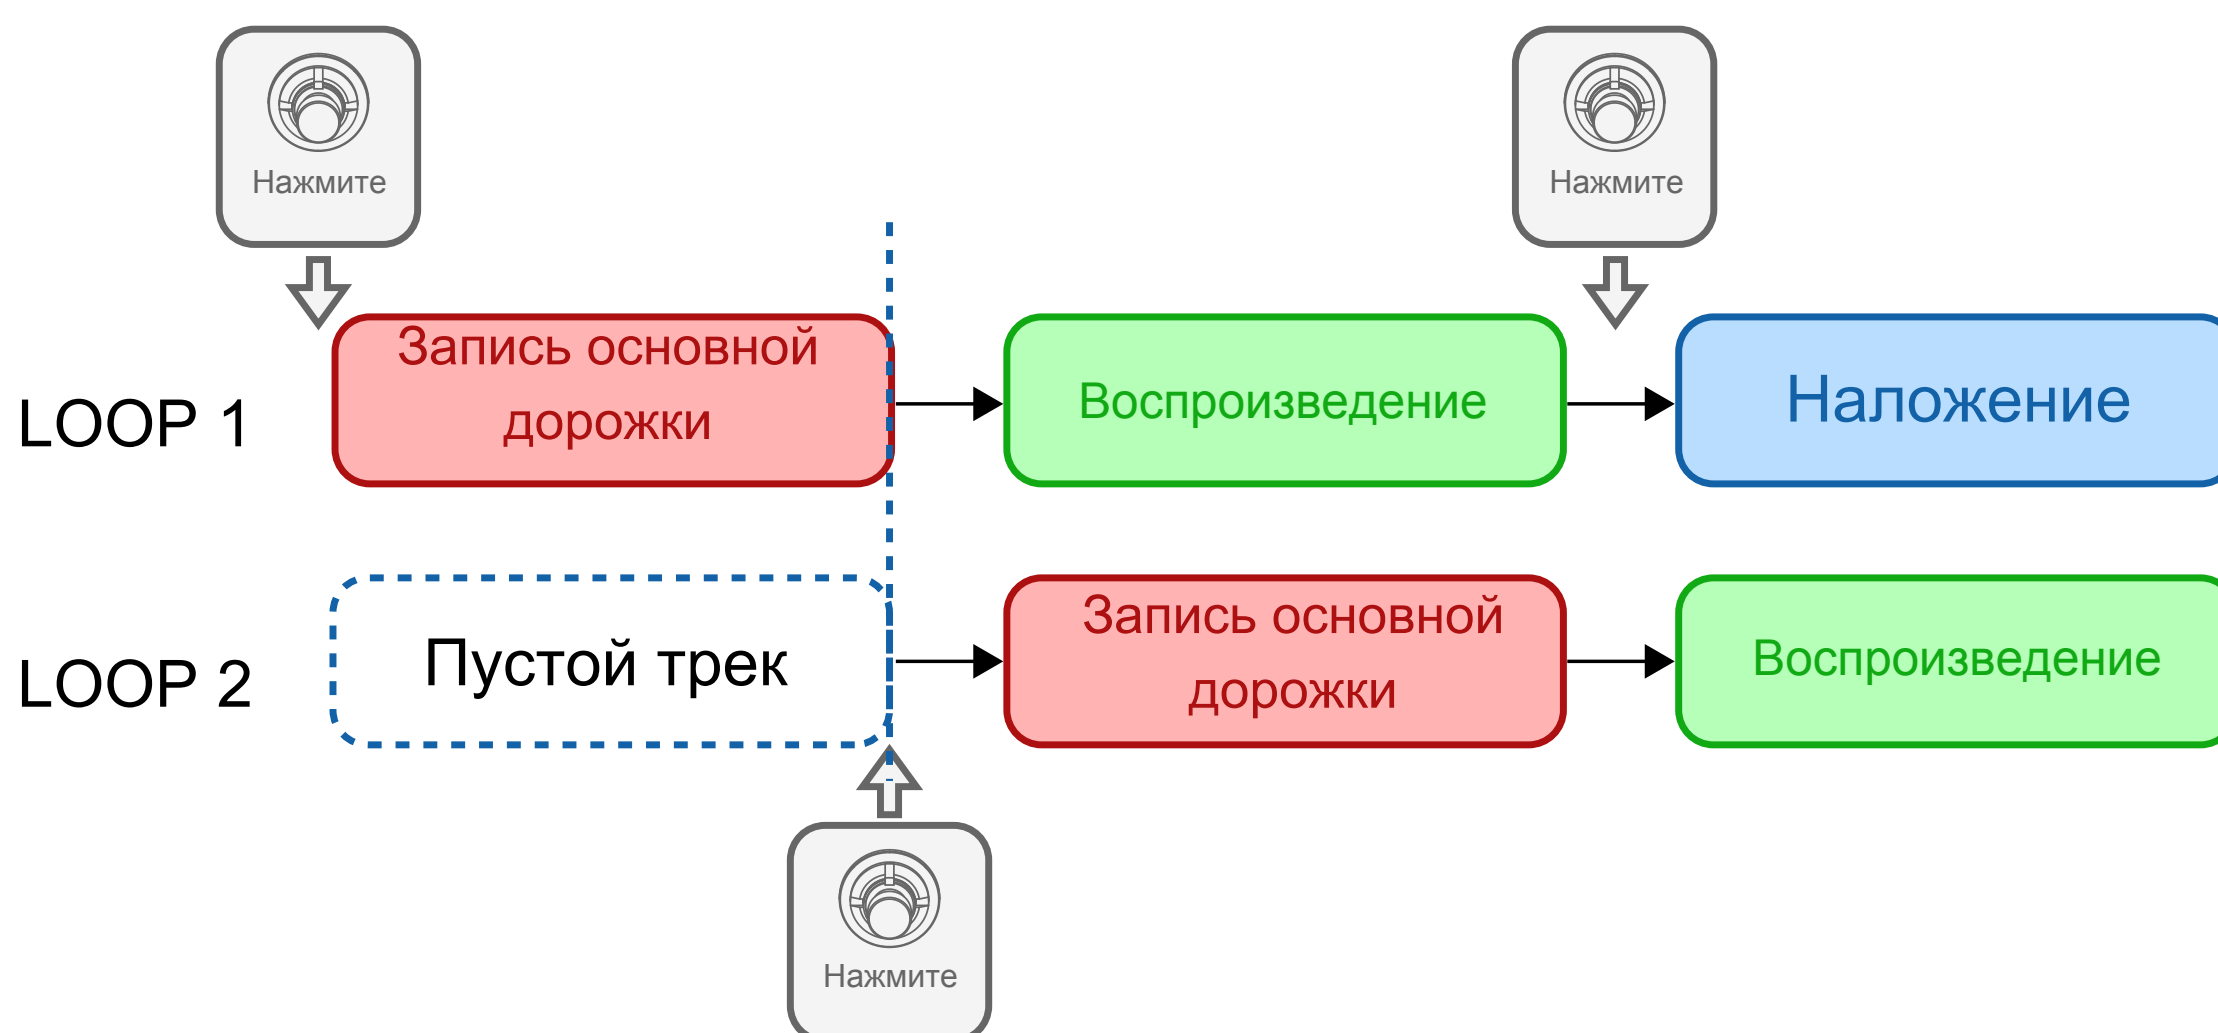 Нажмите
Нажмите
LOOP 1
Запись основной
дорожки
Воспроизведение
Наложение
LOOP 2
Пустой трек
Запись основной
дорожки
Воспроизведение
Нажмите